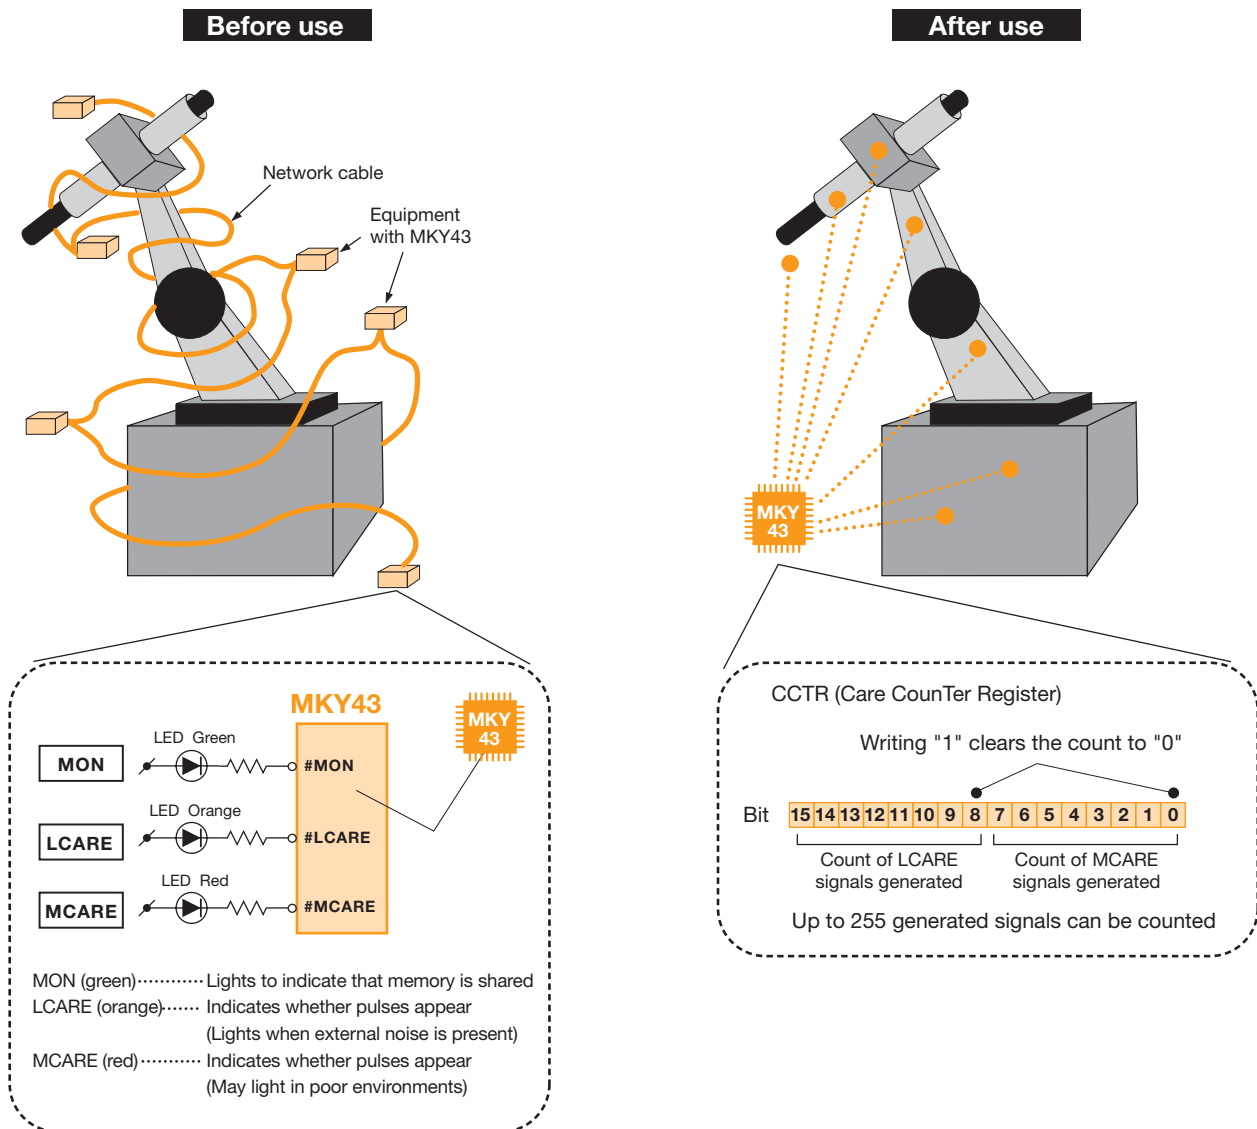 Before use
After use
Network cable
Equipment
with MKY43
MKY
43
MKY43
MKY
43
LED Green
MON
#MON
LED Orange
LCARE
#LCARE
LED Red
MCARE
#MCARE
MON (green)·········· Lights to indicate that memory is shared
LCARE (orange)······· Indicates whether pulses appear
(Lights when external noise is present)
MCARE (red)··········· Indicates whether pulses appear
(May light in poor environments)
CCTR (Care CounTer Register)
Writing "1" clears the count to "0"
Bit 15 14 13 12 11 10 9 8 7 6 5 4 3 2 1 0
Count of LCARE
signals generated
Count of MCARE
signals generated
Up to 255 generated signals can be counted